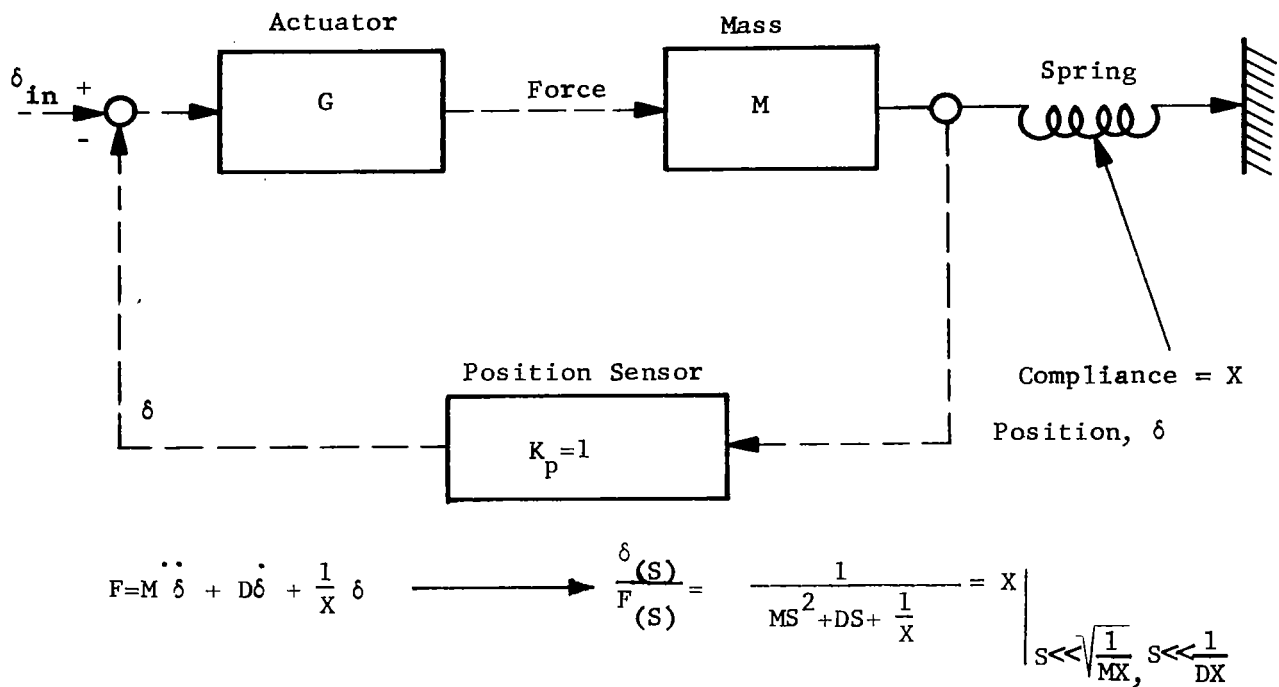 Actuator
Mass
Spring
δin
+
-
G
Force
M
Compliance = X
Position, δ
Position Sensor
δ
Kp=1
F=Mδ̈ + Dδ̇ + 1/X δ → δ(S)/F(S) = 1/(MS²+DS+ 1/X) = X | S<<√(1/MX), S<<1/DX